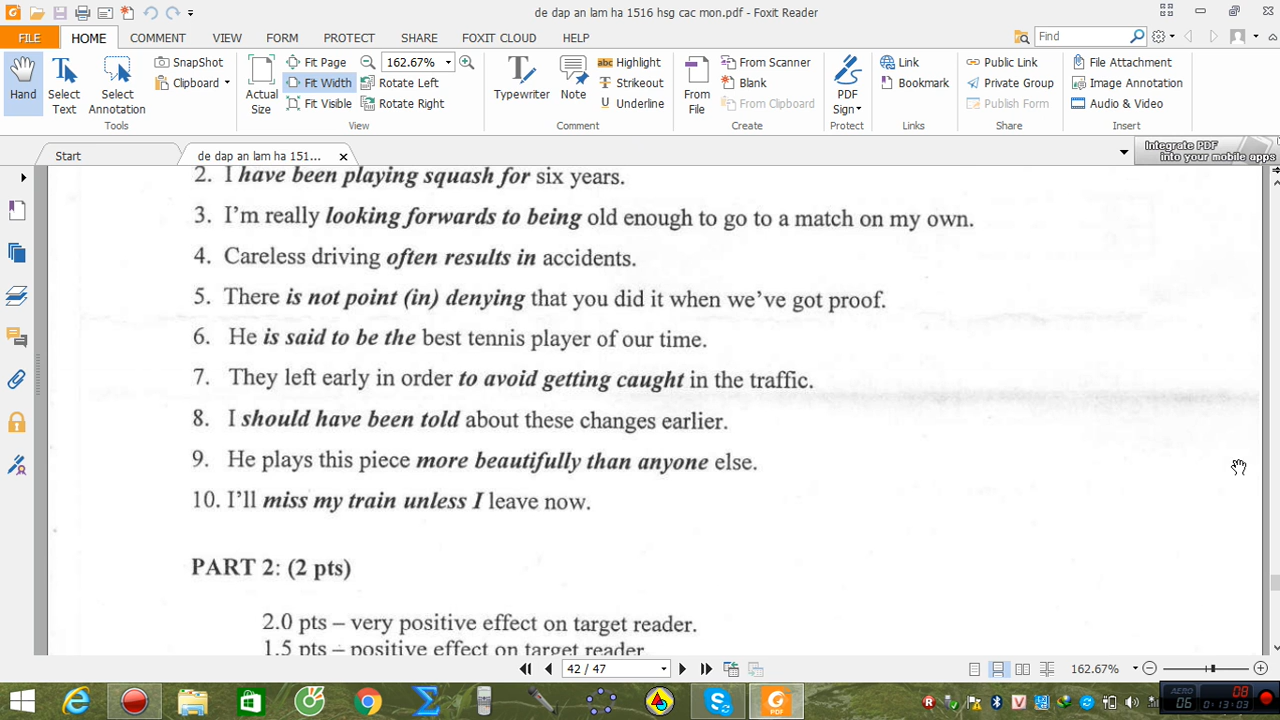 de dap an lam ha 1516 hsg cac mon.pdf - Foxit Reader
FILE HOME COMMENT VIEW FORM PROTECT SHARE FOXIT CLOUD HELP Find
Hand
Select Text
Select Annotation
SnapShot
Clipboard
Tools
Actual Size
Fit Page
Fit Width
Fit Visible
162.67%
Rotate Left
Rotate Right
View
Typewriter
Note
abc Highlight
Strikeout
U Underline
Comment
From File
From Scanner
Blank
From Clipboard
Create
PDF Sign
Protect
Link
Bookmark
Links
Public Link
Private Group
Publish Form
Share
File Attachment
Image Annotation
Audio & Video
Insert
Start
de dap an lam ha 151...
Integrate PDF
into your mobile apps
2. I have been playing squash for six years.
3. I'm really looking forwards to being old enough to go to a match on my own.
4. Careless driving often results in accidents.
5. There is not point (in) denying that you did it when we've got proof.
6. He is said to be the best tennis player of our time.
7. They left early in order to avoid getting caught in the traffic.
8. I should have been told about these changes earlier.
9. He plays this piece more beautifully than anyone else.
10. I'll miss my train unless I leave now.
PART 2: (2 pts)
2.0 pts – very positive effect on target reader.
1.5 pts – positive effect on target reader
42 / 47
162.67%
AERO 06
08
0:13:03